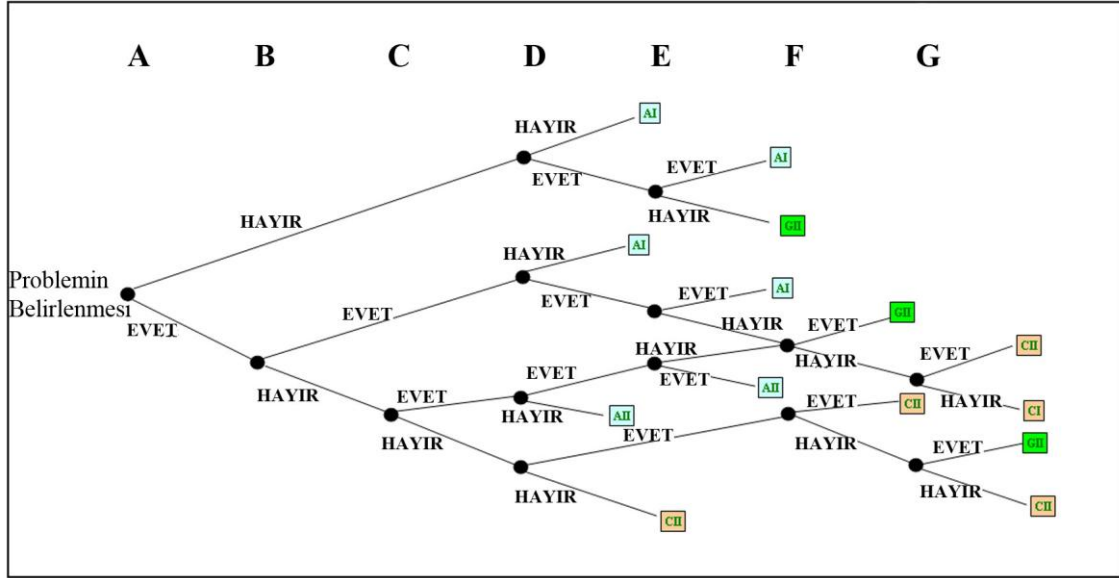 A B C D E F G
AI
HAYIR
EVET
EVET
AI
HAYIR
HAYIR
GII
HAYIR
AI
Problemin
Belirlenmesi
EVET
EVET
EVET
EVET
AI
HAYIR
EVET
GII
HAYIR
EVET
CII
HAYIR
EVET
EVET
AII
HAYIR
EVET
HAYIR
AII
EVET
CII
HAYIR
CI
HAYIR
EVET
HAYIR
EVET
GII
HAYIR
HAYIR
CII
CII